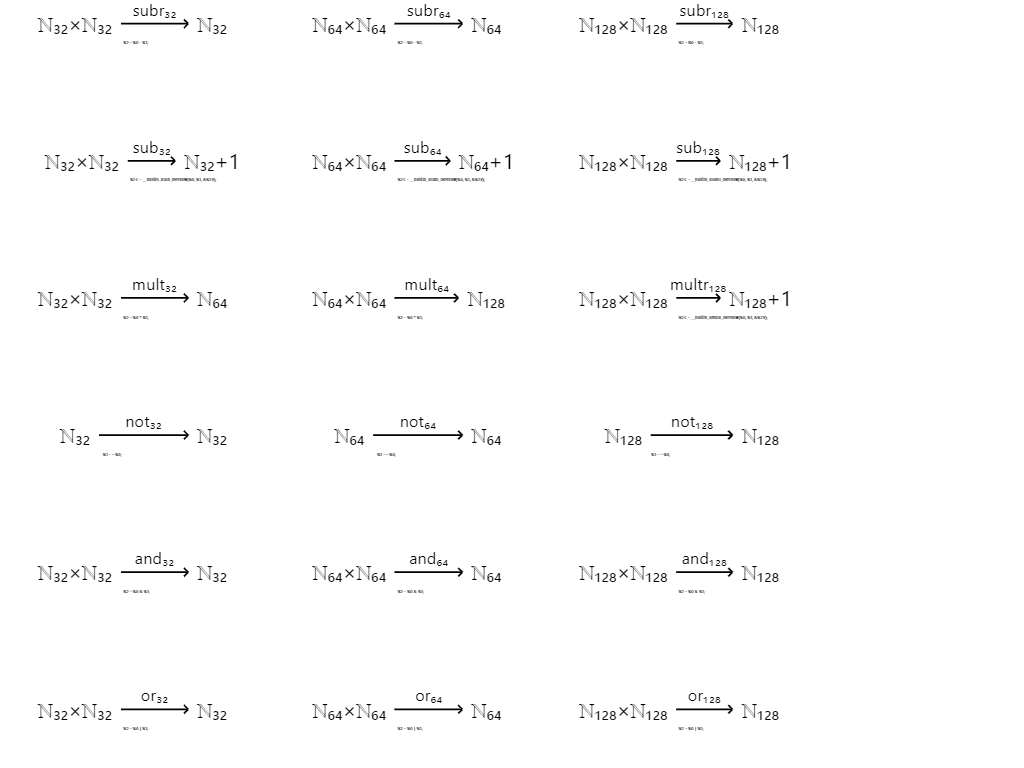 subr₃₂ subr₆₄ subr₁₂₈
ℕ₃₂×ℕ₃₂ ℕ₃₂ ℕ₆₄×ℕ₆₄ ℕ₆₄ ℕ₁₂₈×ℕ₁₂₈ ℕ₁₂₈
sub₃₂ sub₆₄ sub₁₂₈
ℕ₃₂×ℕ₃₂ ℕ₃₂+1 ℕ₆₄×ℕ₆₄ ℕ₆₄+1 ℕ₁₂₈×ℕ₁₂₈ ℕ₁₂₈+1
mult₃₂ mult₆₄ multr₁₂₈
ℕ₃₂×ℕ₃₂ ℕ₆₄ ℕ₆₄×ℕ₆₄ ℕ₁₂₈ ℕ₁₂₈×ℕ₁₂₈ ℕ₁₂₈+1
not₃₂ not₆₄ not₁₂₈
ℕ₃₂ ℕ₃₂ ℕ₆₄ ℕ₆₄ ℕ₁₂₈ ℕ₁₂₈
and₃₂ and₆₄ and₁₂₈
ℕ₃₂×ℕ₃₂ ℕ₃₂ ℕ₆₄×ℕ₆₄ ℕ₆₄ ℕ₁₂₈×ℕ₁₂₈ ℕ₁₂₈
or₃₂ or₆₄ or₁₂₈
ℕ₃₂×ℕ₃₂ ℕ₃₂ ℕ₆₄×ℕ₆₄ ℕ₆₄ ℕ₁₂₈×ℕ₁₂₈ ℕ₁₂₈